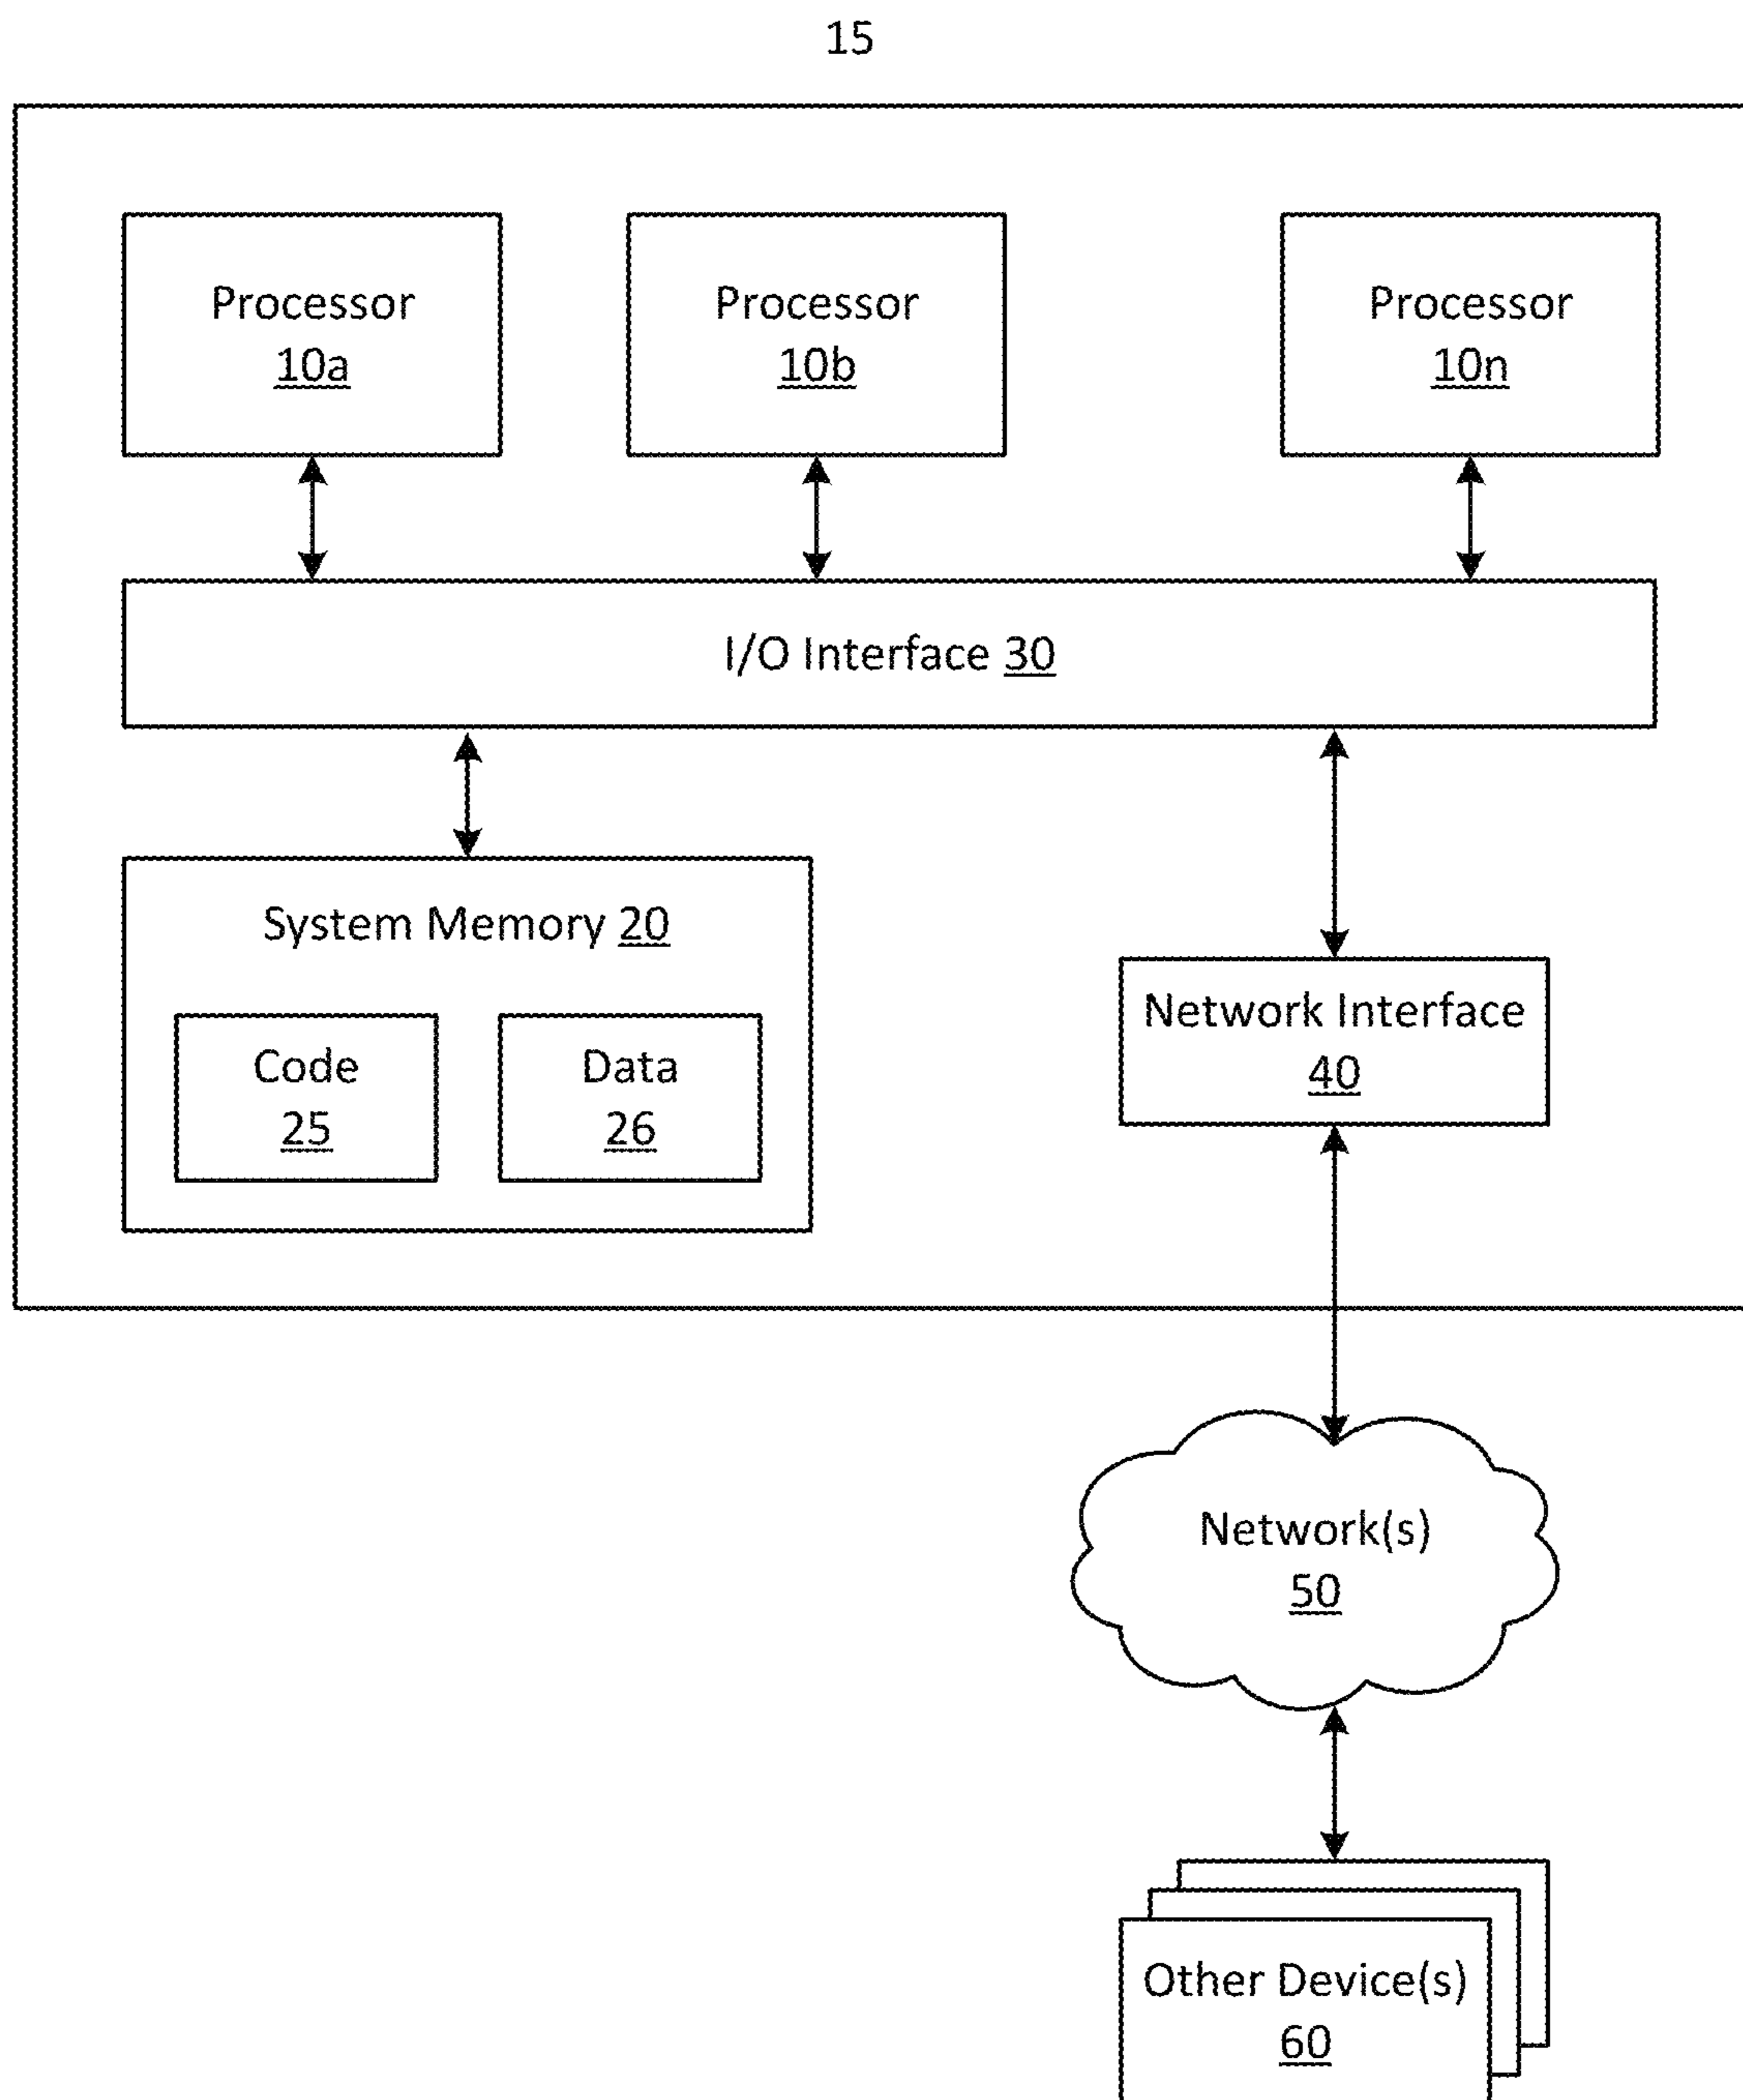 15
Processor
10a
Processor
10b
Processor
10n
I/O Interface 30
System Memory 20
Code
25
Data
26
Network Interface
40
Network(s)
50
Other Device(s)
60